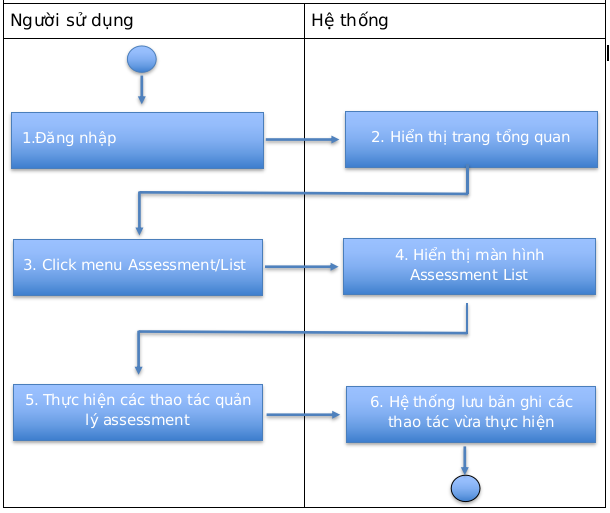 Người sử dụng
Hệ thống
1.Đăng nhập
2. Hiển thị trang tổng quan
3. Click menu Assessment/List
4. Hiển thị màn hình
Assessment List
5. Thực hiện các thao tác quản
lý assessment
6. Hệ thống lưu bản ghi các
thao tác vừa thực hiện